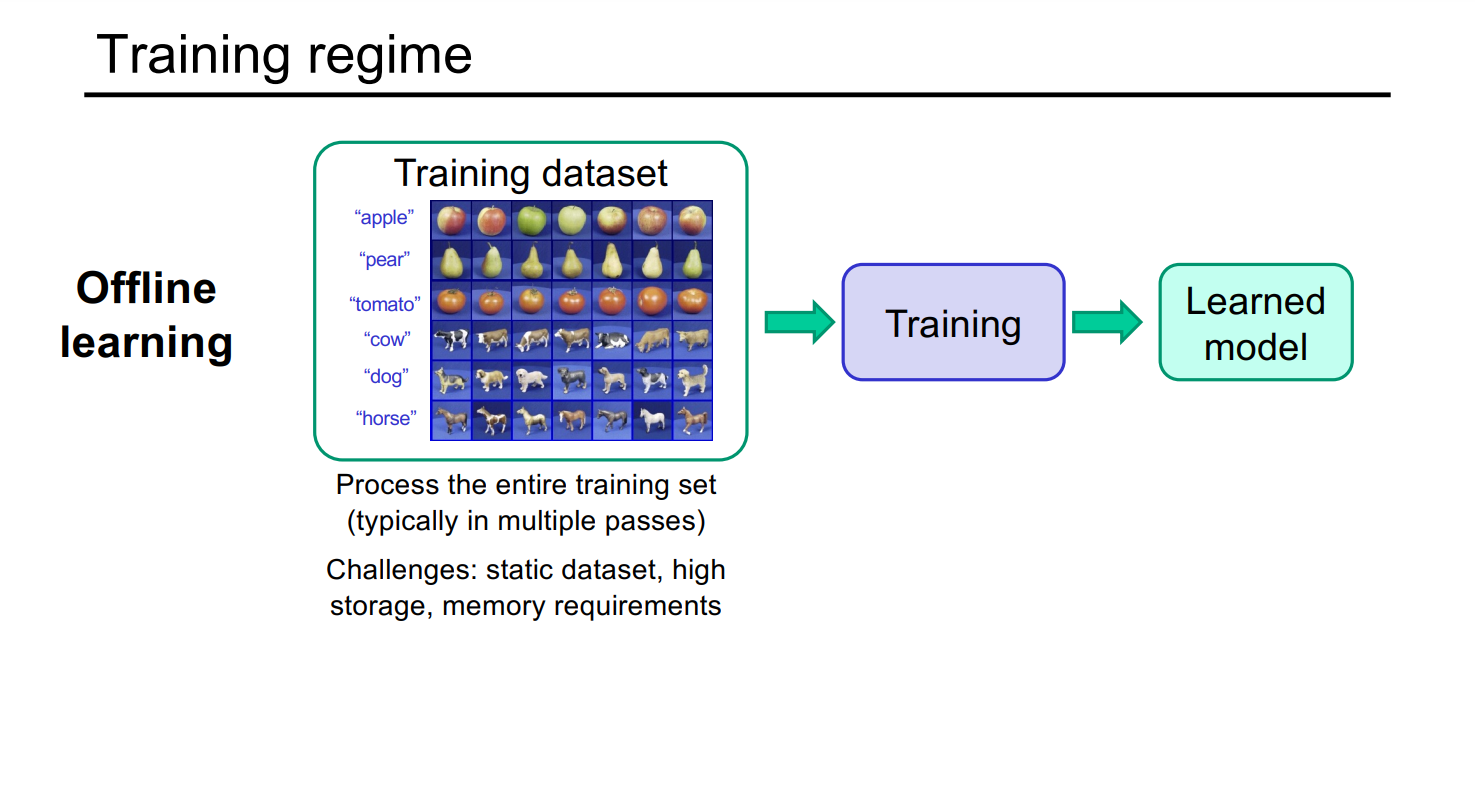 Training regime
Offline
learning
Training dataset
“apple”
“pear”
“tomato”
“cow”
“dog”
“horse”
Process the entire training set
(typically in multiple passes)
Challenges: static dataset, high
storage, memory requirements
Training
Learned
model